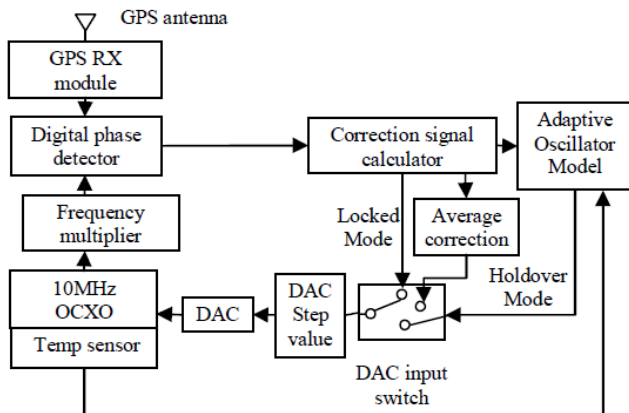 GPS antenna
GPS RX
module
Digital phase
detector
Correction signal
calculator
Adaptive
Oscillator
Model
Frequency
multiplier
Locked
Mode
Average
correction
Holdover
Mode
10MHz
OCXO
Temp sensor
DAC
DAC
Step
value
DAC input
switch